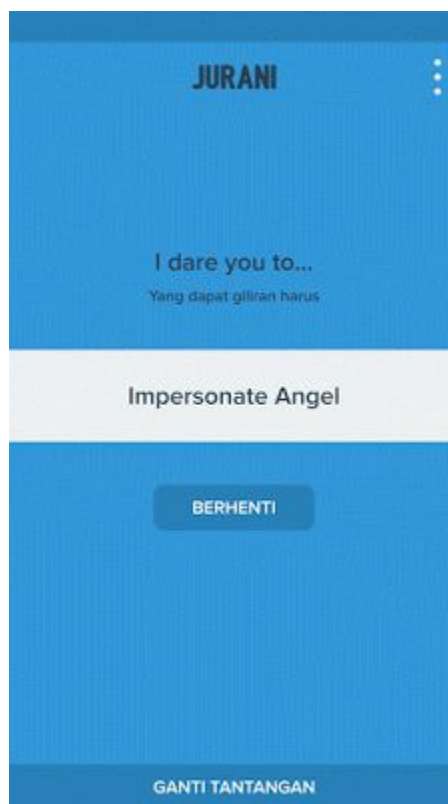 JURANI
I dare you to...
Yang dapat giliran harus
Impersonate Angel
BERHENTI
GANTI TANTANGAN